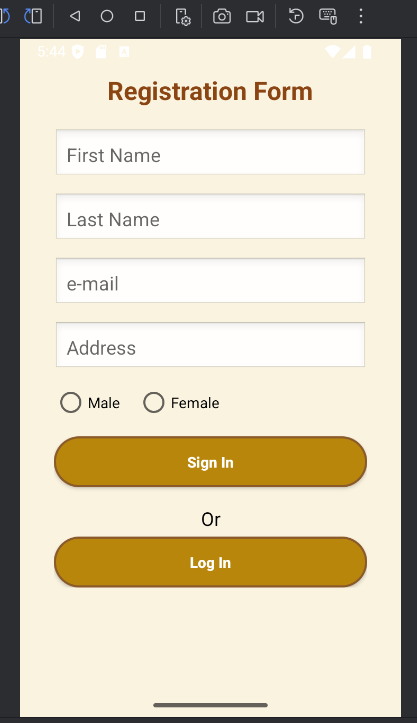 5:44
Registration Form
First Name
Last Name
e-mail
Address
Male Female
Sign In
Or
Log In